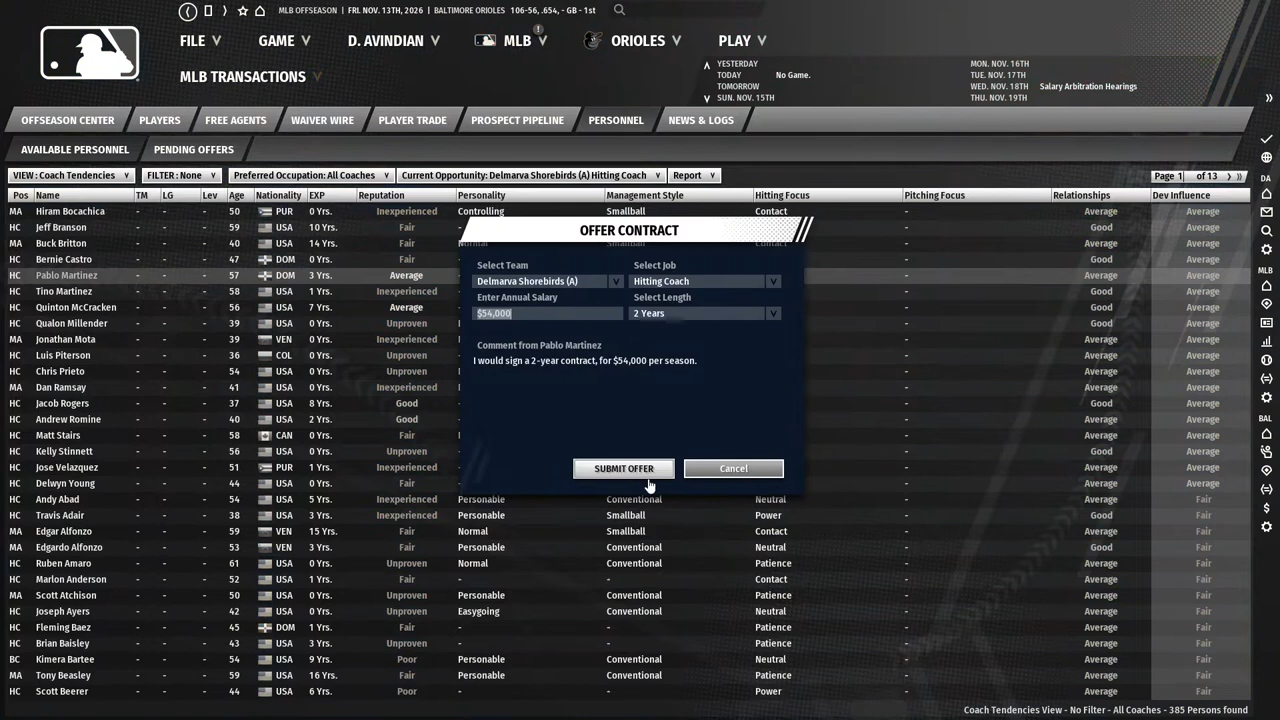 MLB OFFSEASON | FRI. NOV. 13TH, 2026 | BALTIMORE ORIOLES 106-56, .654, - GB - 1st
FILE GAME D. AVINDIAN MLB ORIOLES PLAY
MLB TRANSACTIONS
YESTERDAY MON. NOV. 16TH
TODAY No Game. TUE. NOV. 17TH
TOMORROW WED. NOV. 18TH Salary Arbitration Hearings
SUN. NOV. 15TH THU. NOV. 19TH
OFFSEASON CENTER PLAYERS FREE AGENTS WAIVER WIRE PLAYER TRADE PROSPECT PIPELINE PERSONNEL NEWS & LOGS
AVAILABLE PERSONNEL PENDING OFFERS
VIEW : Coach Tendencies FILTER : None Preferred Occupation: All Coaches Current Opportunity: Delmarva Shorebirds (A) Hitting Coach Report Page 1 of 13
Pos Name TM LG Lev Age Nationality EXP Reputation Personality Management Style Hitting Focus Pitching Focus Relationships Dev Influence
MA Hiram Bocachica - - - 50 PUR 0 Yrs. Inexperienced Controlling Smallball Contact - Average Average
HC Jeff Branson - - - 59 USA 10 Yrs. Fair - Good Average
MA Buck Britton - - - 40 USA 14 Yrs. Fair Normal Contact - Average Average
HC Bernie Castro - - - 47 DOM 0 Yrs. Fair - Average Average
HC Pablo Martinez - - - 57 DOM 3 Yrs. Average - Average Average
HC Tino Martinez - - - 58 USA 1 Yrs. Inexperienced - Average Average
HC Quinton McCracken - - - 56 USA 7 Yrs. Average - Average Average
HC Qualon Millender - - - 39 USA 0 Yrs. Unproven - Average Average
MA Jonathan Mota - - - 39 VEN 0 Yrs. Unproven - Average Average
HC Luis Piterson - - - 36 COL 0 Yrs. Unproven - Average Average
HC Chris Prieto - - - 54 USA 0 Yrs. Unproven - Average Average
MA Dan Ramsay - - - 41 USA 1 Yrs. Inexperienced - Average Average
HC Jacob Rogers - - - 37 USA 8 Yrs. Good - Good Average
HC Andrew Romine - - - 40 USA 2 Yrs. Good - Good Average
HC Matt Stairs - - - 58 CAN 0 Yrs. Fair - Average Average
HC Kelly Stinnett - - - 56 USA 0 Yrs. Unproven - Average Average
HC Jose Velazquez - - - 51 PUR 1 Yrs. Inexperienced - Good Average
HC Delwyn Young - - - 44 USA 0 Yrs. Fair - Average Average
HC Andy Abad - - - 54 USA 5 Yrs. Inexperienced Personable Conventional Neutral - Average Fair
HC Travis Adair - - - 38 USA 3 Yrs. Inexperienced Personable Smallball Power - Good Fair
MA Edgar Alfonzo - - - 59 VEN 15 Yrs. Fair Normal Smallball Contact - Average Fair
MA Edgardo Alfonzo - - - 53 VEN 3 Yrs. Fair Personable Conventional Neutral - Good Fair
HC Ruben Amaro - - - 61 USA 0 Yrs. Unproven Normal Conventional Patience - Average Fair
HC Marlon Anderson - - - 52 USA 1 Yrs. Fair - - Contact - Average Fair
MA Scott Atchison - - - 50 USA 0 Yrs. Unproven Personable Conventional Patience - Average Fair
HC Joseph Ayers - - - 42 USA 0 Yrs. Unproven Easygoing Conventional Neutral - Average Fair
HC Fleming Baez - - - 45 DOM 1 Yrs. Fair - - Patience - Average Fair
HC Brian Baisley - - - 43 USA 3 Yrs. Unproven - - Patience - Average Fair
BC Kimera Bartee - - - 54 USA 9 Yrs. Poor Personable Conventional Neutral - Average Fair
MA Tony Beasley - - - 59 USA 16 Yrs. Fair Personable Conventional Patience - Average Fair
HC Scott Beerer - - - 44 USA 6 Yrs. Poor - - Power - Average Fair
OFFER CONTRACT
Select Team Select Job
Delmarva Shorebirds (A) Hitting Coach
Enter Annual Salary Select Length
$54,000 2 Years
Comment from Pablo Martinez
I would sign a 2-year contract, for $54,000 per season.
SUBMIT OFFER Cancel
DA
MLB
BAL
Coach Tendencies View - No Filter - All Coaches - 385 Persons found